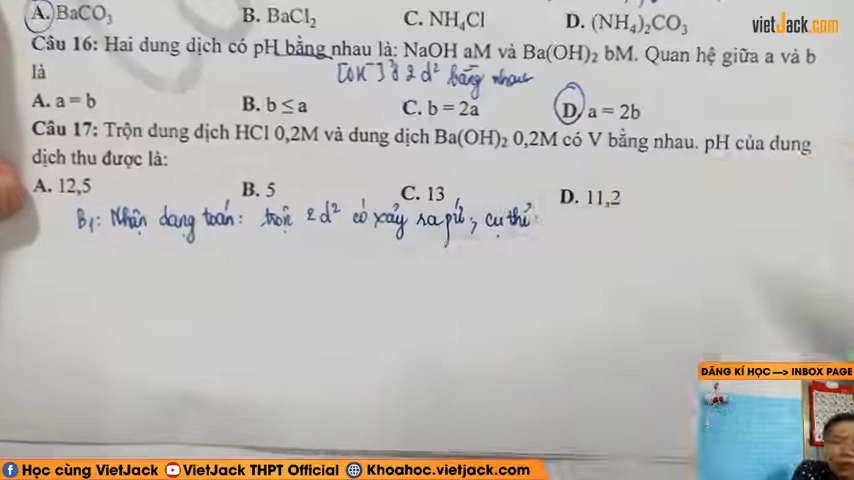 A. BaCO₃ B. BaCl₂ C. NH₄Cl D. (NH₄)₂CO₃
vietJack.com
Câu 16: Hai dung dịch có pH bằng nhau là: NaOH aM và Ba(OH)₂ bM. Quan hệ giữa a và b
là
[OH⁻] ở 2 d² bằng nhau
A. a = b B. b ≤ a C. b = 2a D. a = 2b
Câu 17: Trộn dung dịch HCl 0,2M và dung dịch Ba(OH)₂ 0,2M có V bằng nhau. pH của dung
dịch thu được là:
A. 12,5 B. 5 C. 13 D. 11,2
B₁: Nhận dạng toán: trộn 2 d² có xảy ra pứ, cụ thể:
ĐĂNG KÍ HỌC —> INBOX PAGE
Học cùng VietJack VietJack THPT Official Khoahoc.vietjack.com